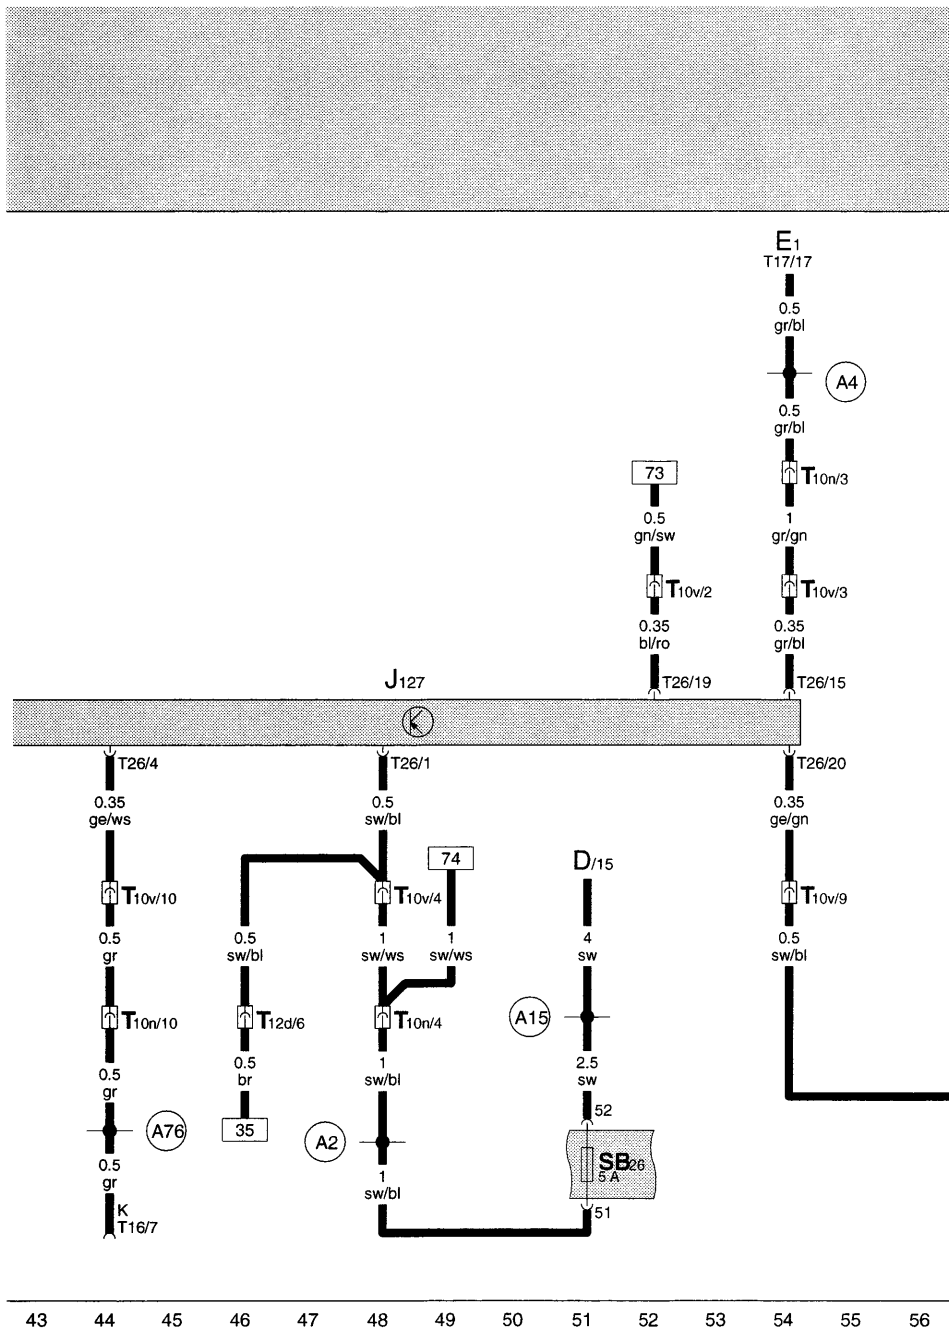 E1
T17/17
0.5
gr/bl
A4
0.5
gr/bl
73
T10n/3
0.5
gn/sw
1
gr/gn
T10v/2
T10v/3
0.35
bl/ro
0.35
gr/bl
J127
T26/19
T26/15
T26/4
T26/1
T26/20
0.35
ge/ws
0.5
sw/bl
0.35
ge/gn
74
D/15
T10v/10
T10v/4
T10v/9
0.5
gr
0.5
sw/bl
1
sw/ws
1
sw/ws
4
sw
0.5
sw/bl
T10n/10
T12d/6
T10n/4
A15
0.5
gr
0.5
br
1
sw/bl
2.5
sw
52
A76
35
A2
SB26
5 A
0.5
gr
1
sw/bl
K
T16/7
51
43 44 45 46 47 48 49 50 51 52 53 54 55 56